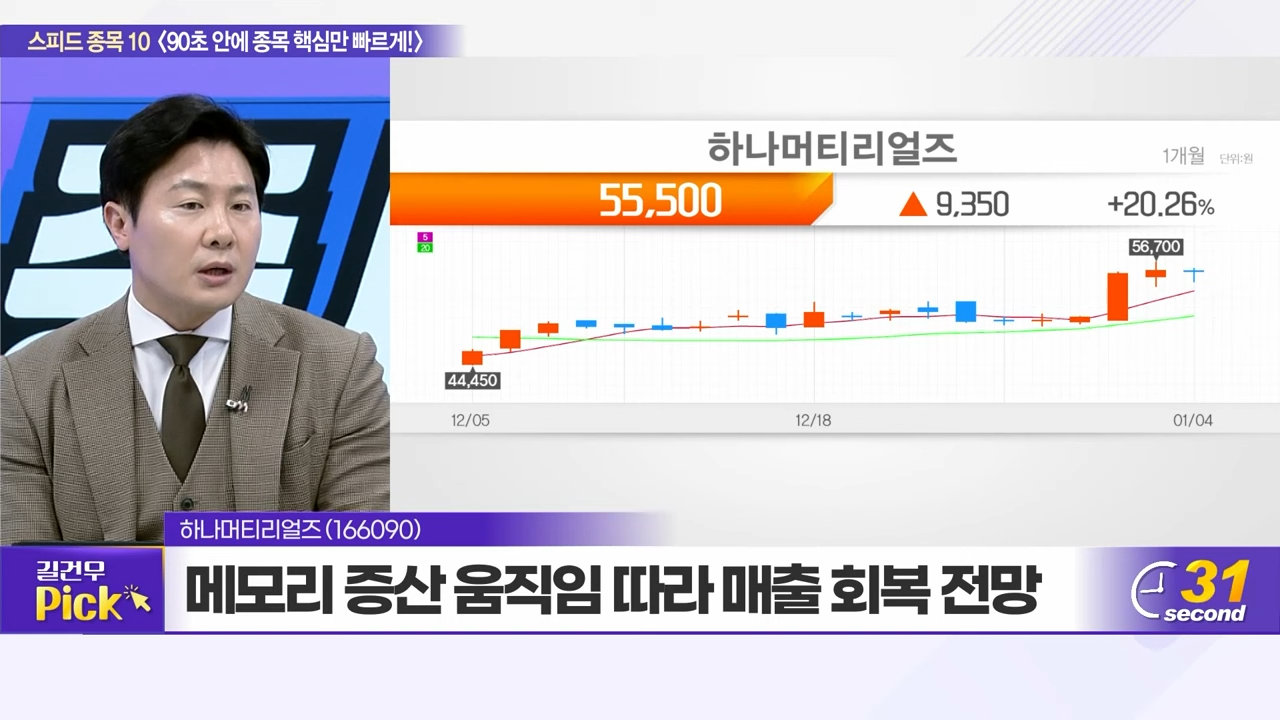 스피드 종목 10 〈90초 안에 종목 핵심만 빠르게!〉
하나머티리얼즈
1개월 단위:원
55,500 ▲ 9,350 +20.26%
5
20
56,700
44,450
12/05 12/18 01/04
하나머티리얼즈 (166090)
길건무
Pick
메모리 증산 움직임 따라 매출 회복 전망
31
second